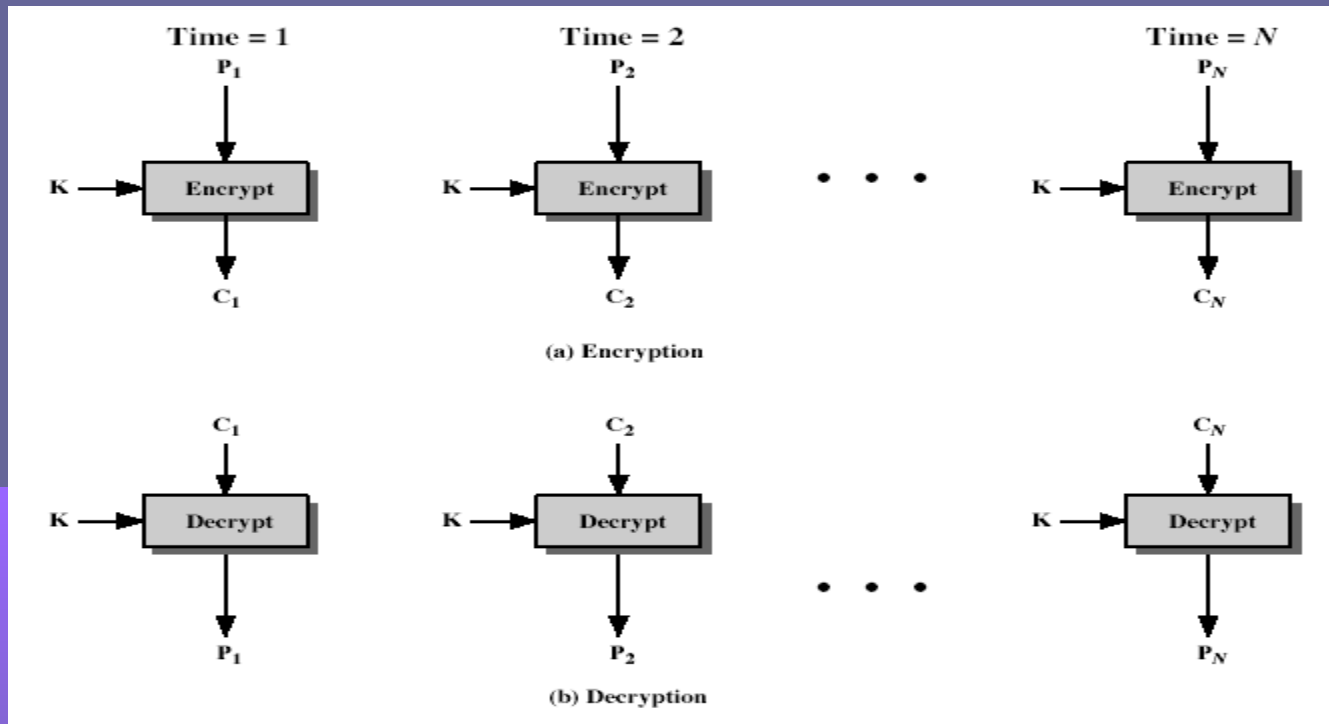 Time = 1 Time = 2 Time = N
P1 P2 PN
K Encrypt K Encrypt • • • K Encrypt
C1 C2 CN
(a) Encryption
C1 C2 CN
K Decrypt K Decrypt K Decrypt
• • •
P1 P2 PN
(b) Decryption